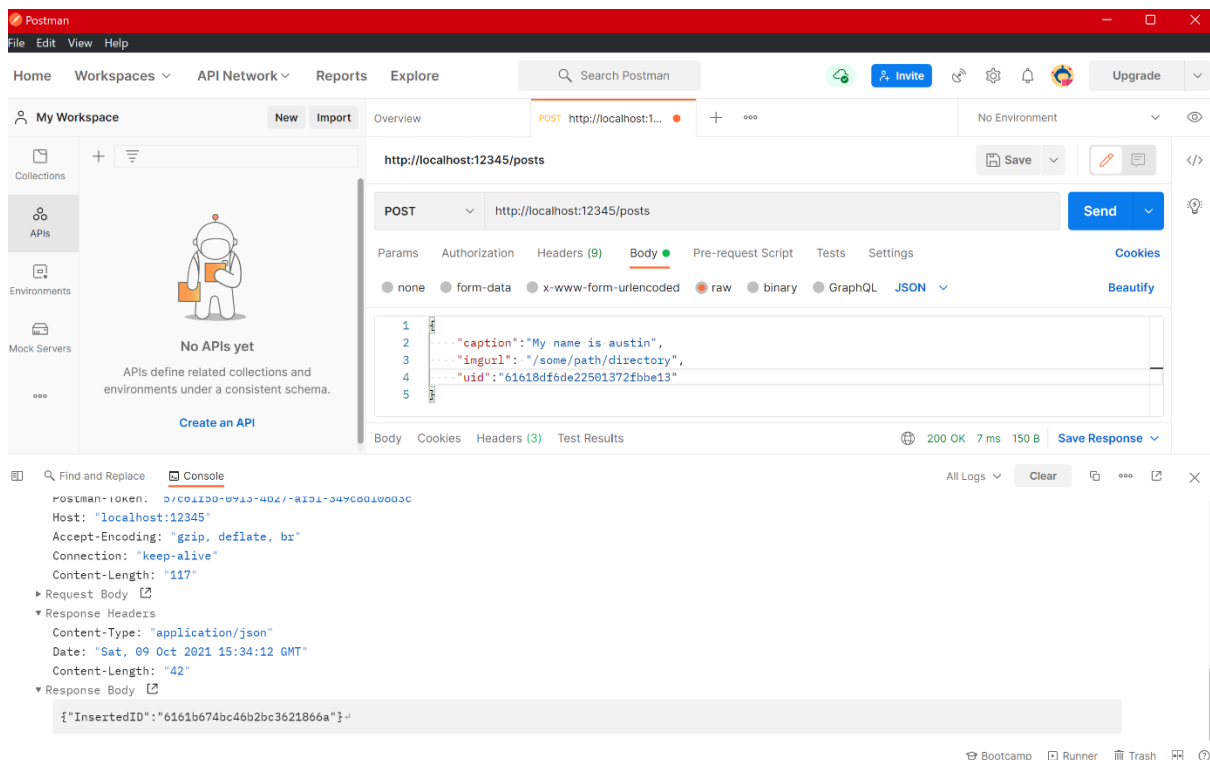 Postman
File Edit View Help
Home Workspaces API Network Reports Explore Search Postman Invite Upgrade
My Workspace New Import Overview POST http://localhost:1... No Environment
Collections
APIs
Environments
Mock Servers
No APIs yet
APIs define related collections and
environments under a consistent schema.
Create an API
http://localhost:12345/posts Save
POST http://localhost:12345/posts Send
Params Authorization Headers (9) Body Pre-request Script Tests Settings Cookies
none form-data x-www-form-urlencoded raw binary GraphQL JSON Beautify
1 {
2 "caption":"My name is austin",
3 "imgurl": "/some/path/directory",
4 "uid":"61618df6de22501372fbbe13"
5 }
Body Cookies Headers (3) Test Results 200 OK 7 ms 150 B Save Response
Find and Replace Console All Logs Clear
Postman-Token:
Host: "localhost:12345"
Accept-Encoding: "gzip, deflate, br"
Connection: "keep-alive"
Content-Length: "117"
Request Body
Response Headers
Content-Type: "application/json"
Date: "Sat, 09 Oct 2021 15:34:12 GMT"
Content-Length: "42"
Response Body
{"InsertedID":"6161b674bc46b2bc3621866a"}
Bootcamp Runner Trash